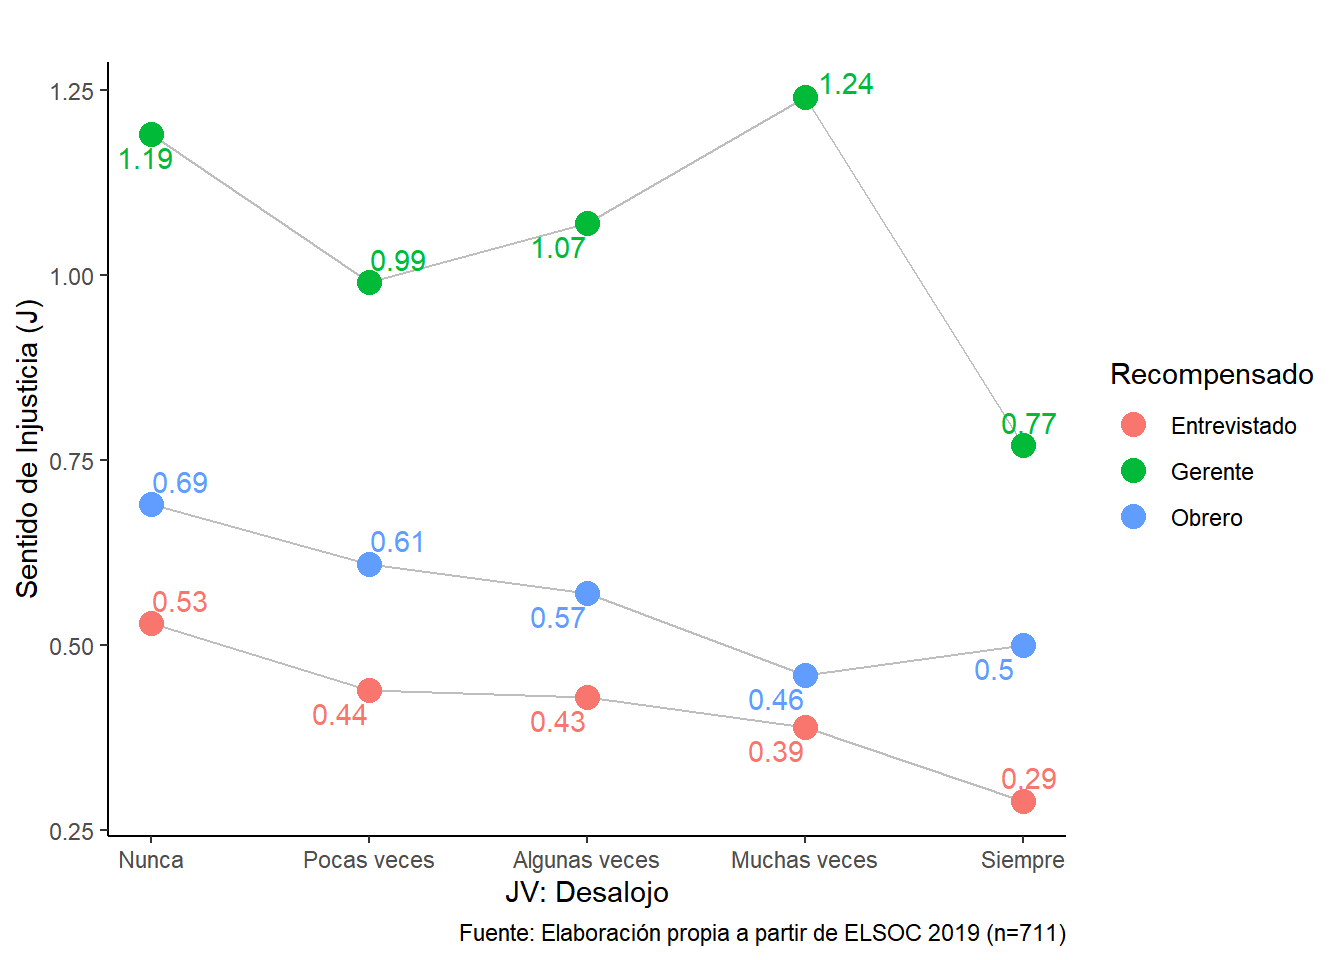 1.25
1.00
0.75
0.50
0.25
Sentido de Injusticia (J)
1.19
0.99
1.07
1.24
0.77
0.69
0.61
0.57
0.46
0.5
0.53
0.44
0.43
0.39
0.29
Nunca
Pocas veces
Algunas veces
Muchas veces
Siempre
JV: Desalojo
Fuente: Elaboración propia a partir de ELSOC 2019 (n=711)
Recompensado
Entrevistado
Gerente
Obrero